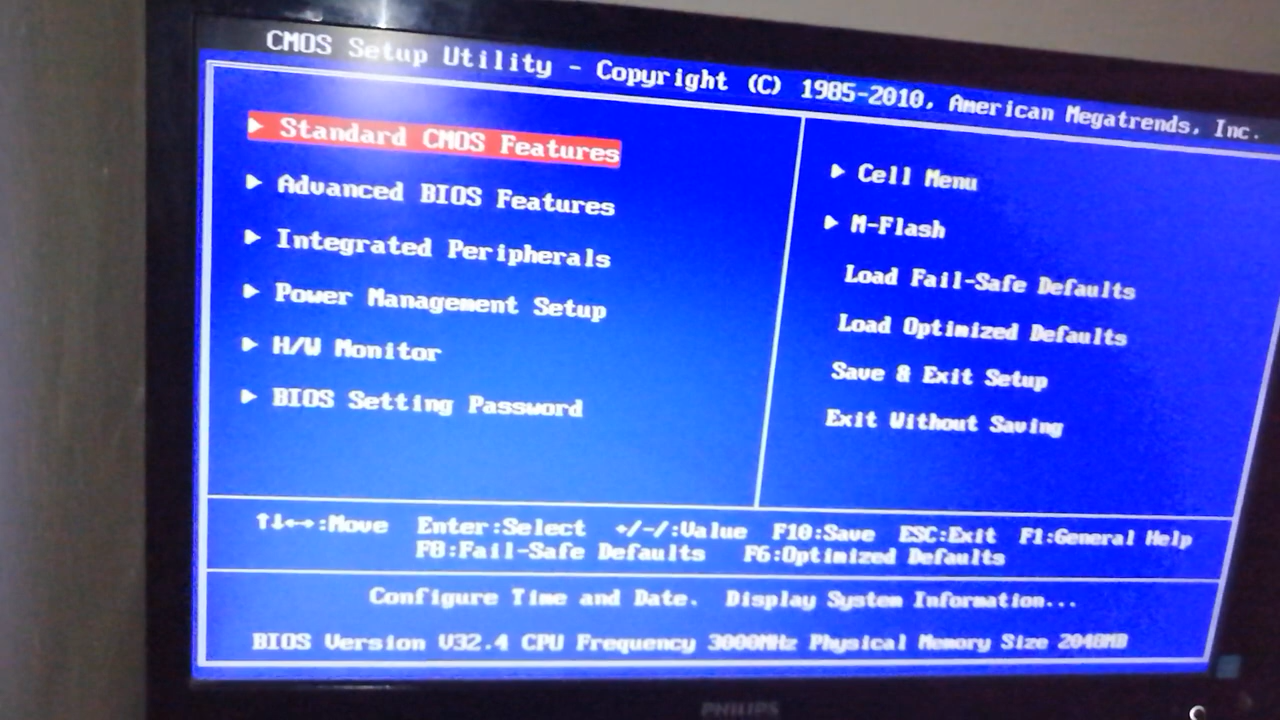 CMOS Setup Utility - Copyright (C) 1985-2010, American Megatrends, Inc.
► Standard CMOS Features
► Advanced BIOS Features
► Integrated Peripherals
► Power Management Setup
► H/W Monitor
► BIOS Setting Password
► Cell Menu
► M-Flash
Load Fail-Safe Defaults
Load Optimized Defaults
Save & Exit Setup
Exit Without Saving
↑↓←→:Move Enter:Select +/-/:Value F10:Save ESC:Exit F1:General Help
F8:Fail-Safe Defaults F6:Optimized Defaults
Configure Time and Date. Display System Information...
BIOS Version V32.4 CPU Frequency 3000MHz Physical Memory Size 2048MB
PHILIPS